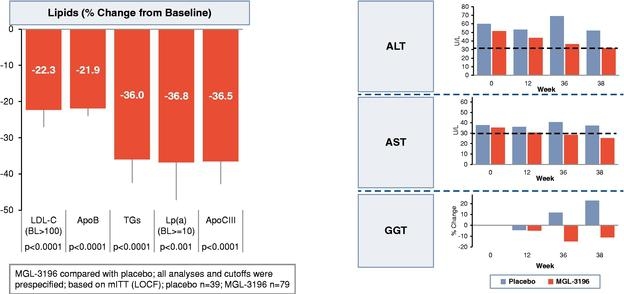 Lipids (% Change from Baseline)
0
-10
-20
-30
-40
-50
-22.3
-21.9
-36.0
-36.8
-36.5
LDL-C
(BL>100)
ApoB
TGs
Lp(a)
(BL>=10)
ApoCIII
p<0.0001
p<0.0001
p<0.0001
p<0.001
p<0.0001
MGL-3196 compared with placebo; all analyses and cutoffs were
prespecified; based on mITT (LOCF); placebo n=39; MGL-3196 n=79
ALT
U/L
80
70
60
50
40
30
20
10
0
0 12 36 38
Week
AST
U/L
60
50
40
30
20
10
0
0 12 36 38
Week
GGT
% Change
20
10
0
-10
-20
0 12 36 38
Week
Placebo MGL-3196